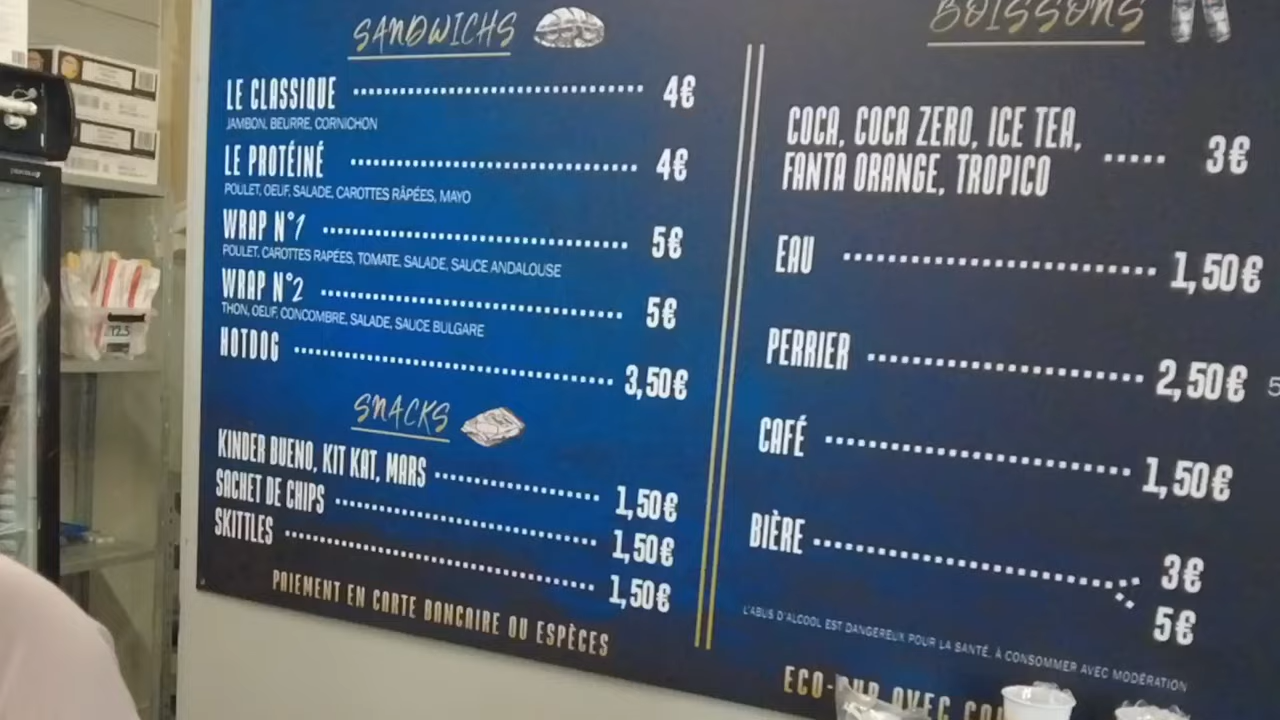 SANDWICHS
LE CLASSIQUE 4€
JAMBON, BEURRE, CORNICHON
LE PROTÉINÉ 4€
POULET, OEUF, SALADE, CAROTTES RÂPÉES, MAYO
WRAP N°1 5€
POULET, CAROTTES RAPÉES, TOMATE, SALADE, SAUCE ANDALOUSE
WRAP N°2 5€
THON, OEUF, CONCOMBRE, SALADE, SAUCE BULGARE
HOTDOG 3,50€
SNACKS
KINDER BUENO, KIT KAT, MARS 1,50€
SACHET DE CHIPS 1,50€
SKITTLES 1,50€
PAIEMENT EN CARTE BANCAIRE OU ESPÈCES
BOISSONS
COCA, COCA ZERO, ICE TEA,
FANTA ORANGE, TROPICO 3€
EAU 1,50€
PERRIER 2,50€
CAFÉ 1,50€
BIÈRE 3€
5€
L'ABUS D'ALCOOL EST DANGEREUX POUR LA SANTÉ, À CONSOMMER AVEC MODÉRATION
AVEC